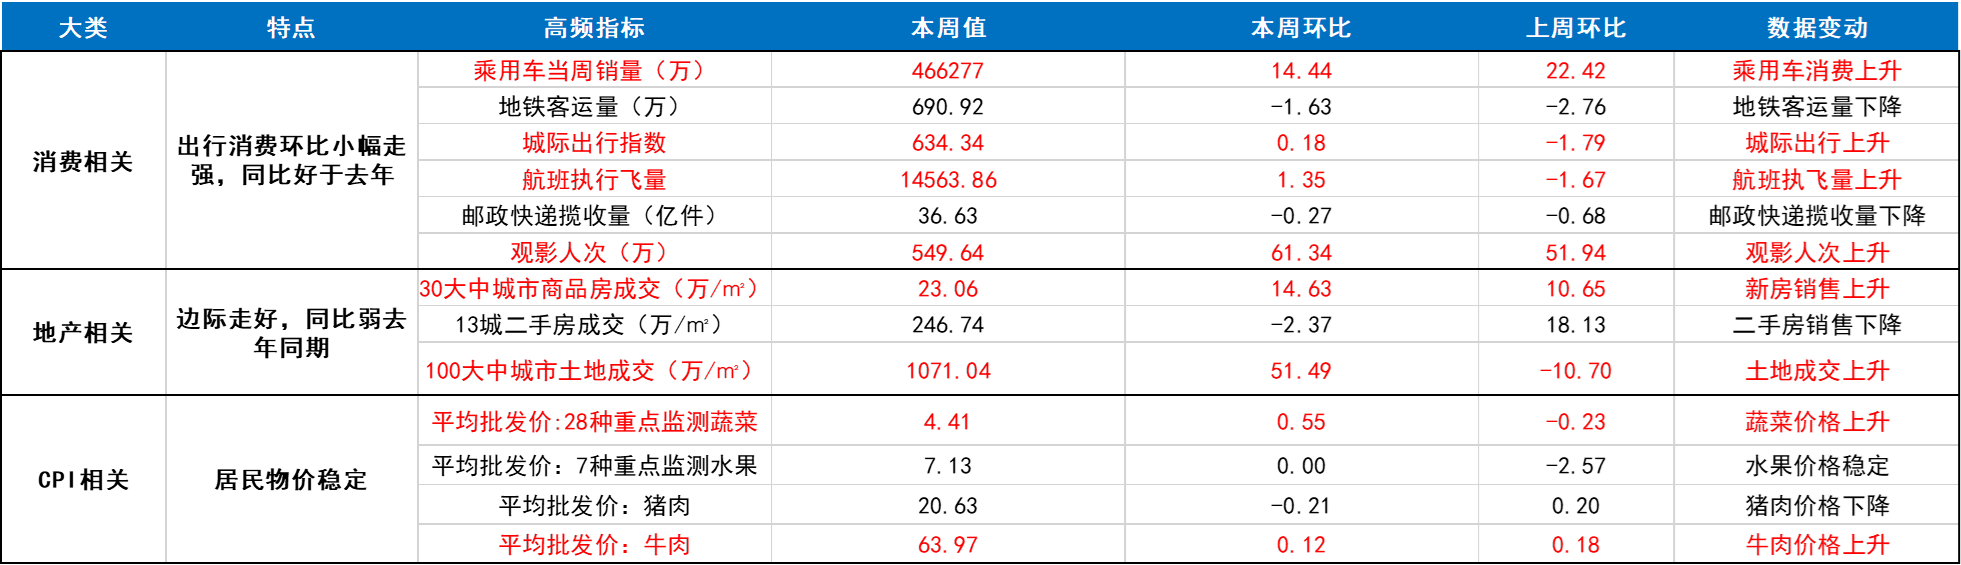 大类 特点 高频指标 本周值 本周环比 上周环比 数据变动
消费相关
出行消费环比小幅走
强，同比好于去年
乘用车当周销量（万） 466277 14.44 22.42 乘用车消费上升
地铁客运量（万） 690.92 -1.63 -2.76 地铁客运量下降
城际出行指数 634.34 0.18 -1.79 城际出行上升
航班执行飞量 14563.86 1.35 -1.67 航班执飞量上升
邮政快递揽收量（亿件） 36.63 -0.27 -0.68 邮政快递揽收量下降
观影人次（万） 549.64 61.34 51.94 观影人次上升
地产相关
边际走好，同比弱去
年同期
30大中城市商品房成交（万/㎡） 23.06 14.63 10.65 新房销售上升
13城二手房成交（万/㎡） 246.74 -2.37 18.13 二手房销售下降
100大中城市土地成交（万/㎡） 1071.04 51.49 -10.70 土地成交上升
CPI相关
居民物价稳定
平均批发价:28种重点监测蔬菜 4.41 0.55 -0.23 蔬菜价格上升
平均批发价：7种重点监测水果 7.13 0.00 -2.57 水果价格稳定
平均批发价：猪肉 20.63 -0.21 0.20 猪肉价格下降
平均批发价：牛肉 63.97 0.12 0.18 牛肉价格上升